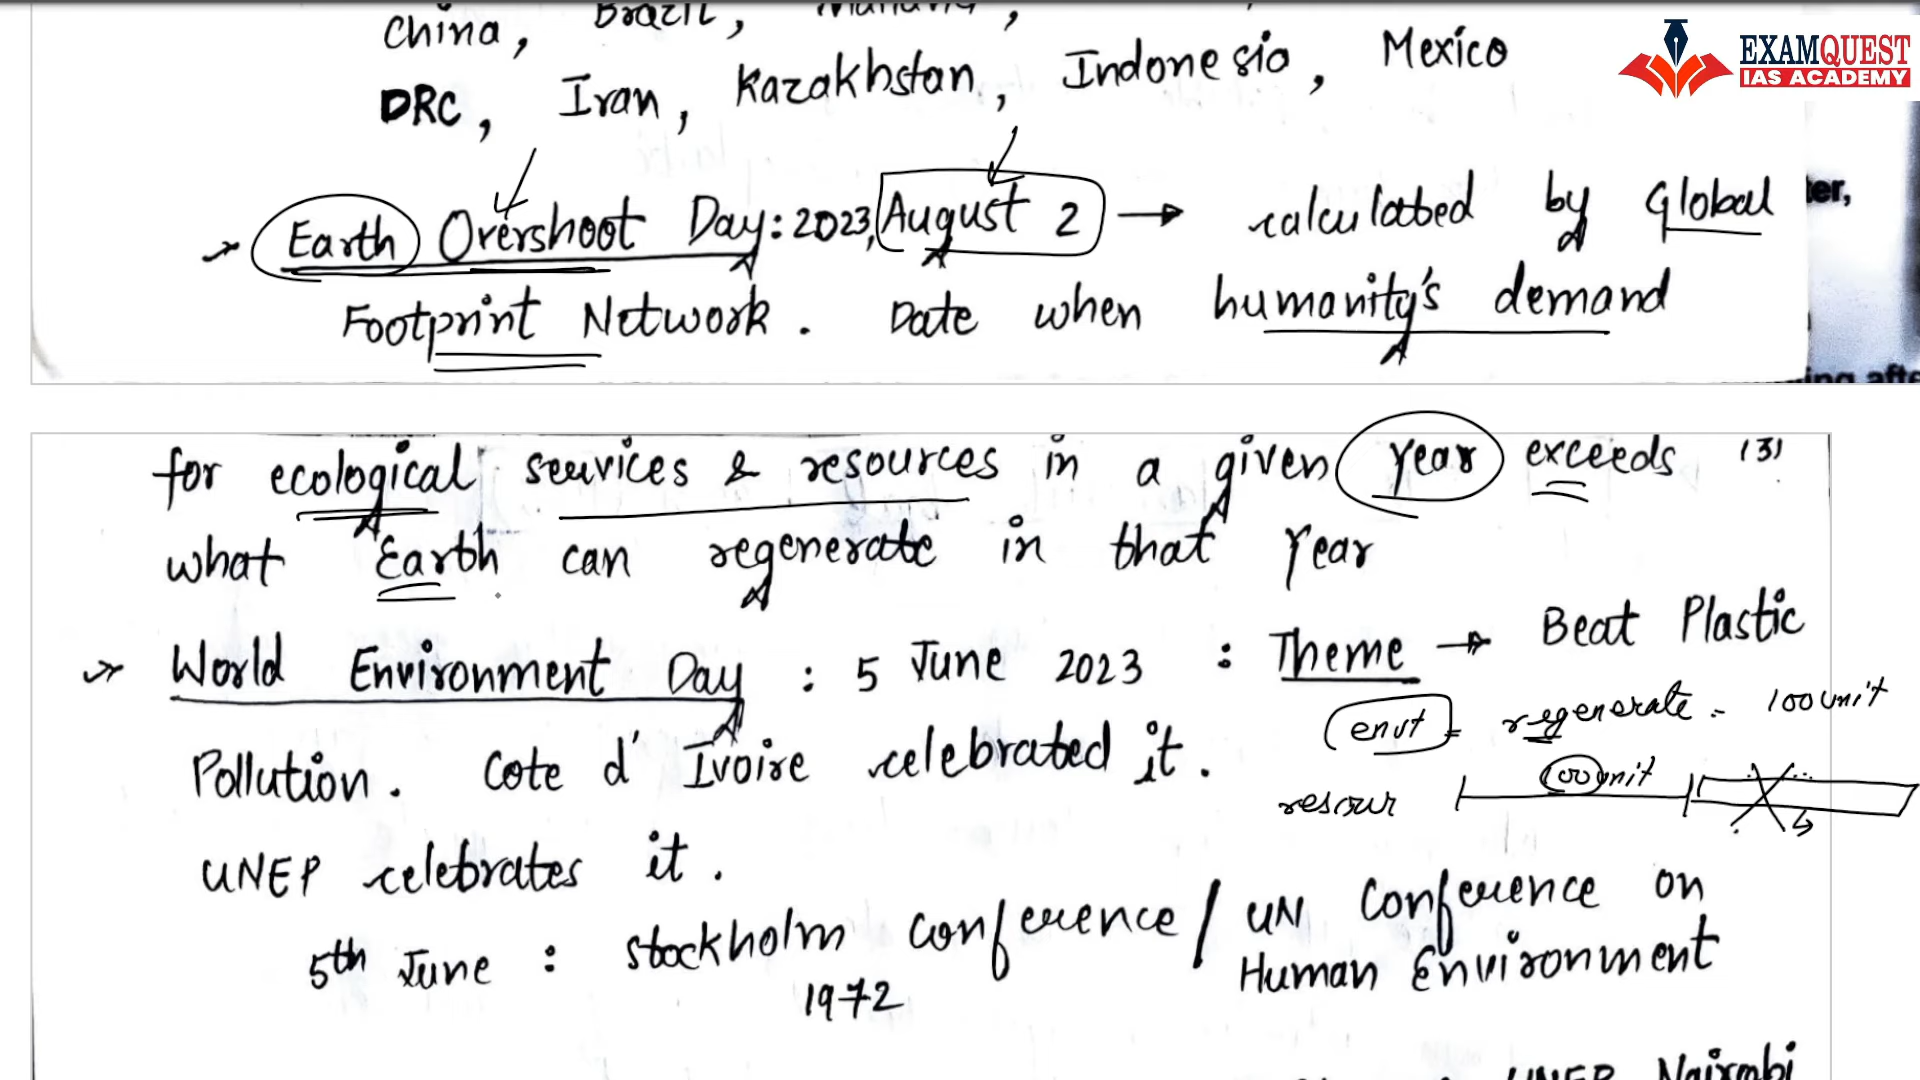 China, Brazil,
DRC, Iran, Kazakhstan, Indonesia, Mexico
EXAMQUEST
IAS ACADEMY
Earth Overshoot Day: 2023, August 2 → calculated by Global
ter,
Footprint Network. Date when humanity's demand
ing afte
for ecological services & resources in a given year exceeds (3)
what Earth can regenerate in that Year
World Environment Day : 5 June 2023 : Theme → Beat Plastic
envt = regenerate = 100 unit
Pollution. Cote d' Ivoire celebrated it.
resour 100 unit
UNEP celebrates it.
5th June : Stockholm Conference / UN Conference on
1972 Human Environment
UNEP Nairobi